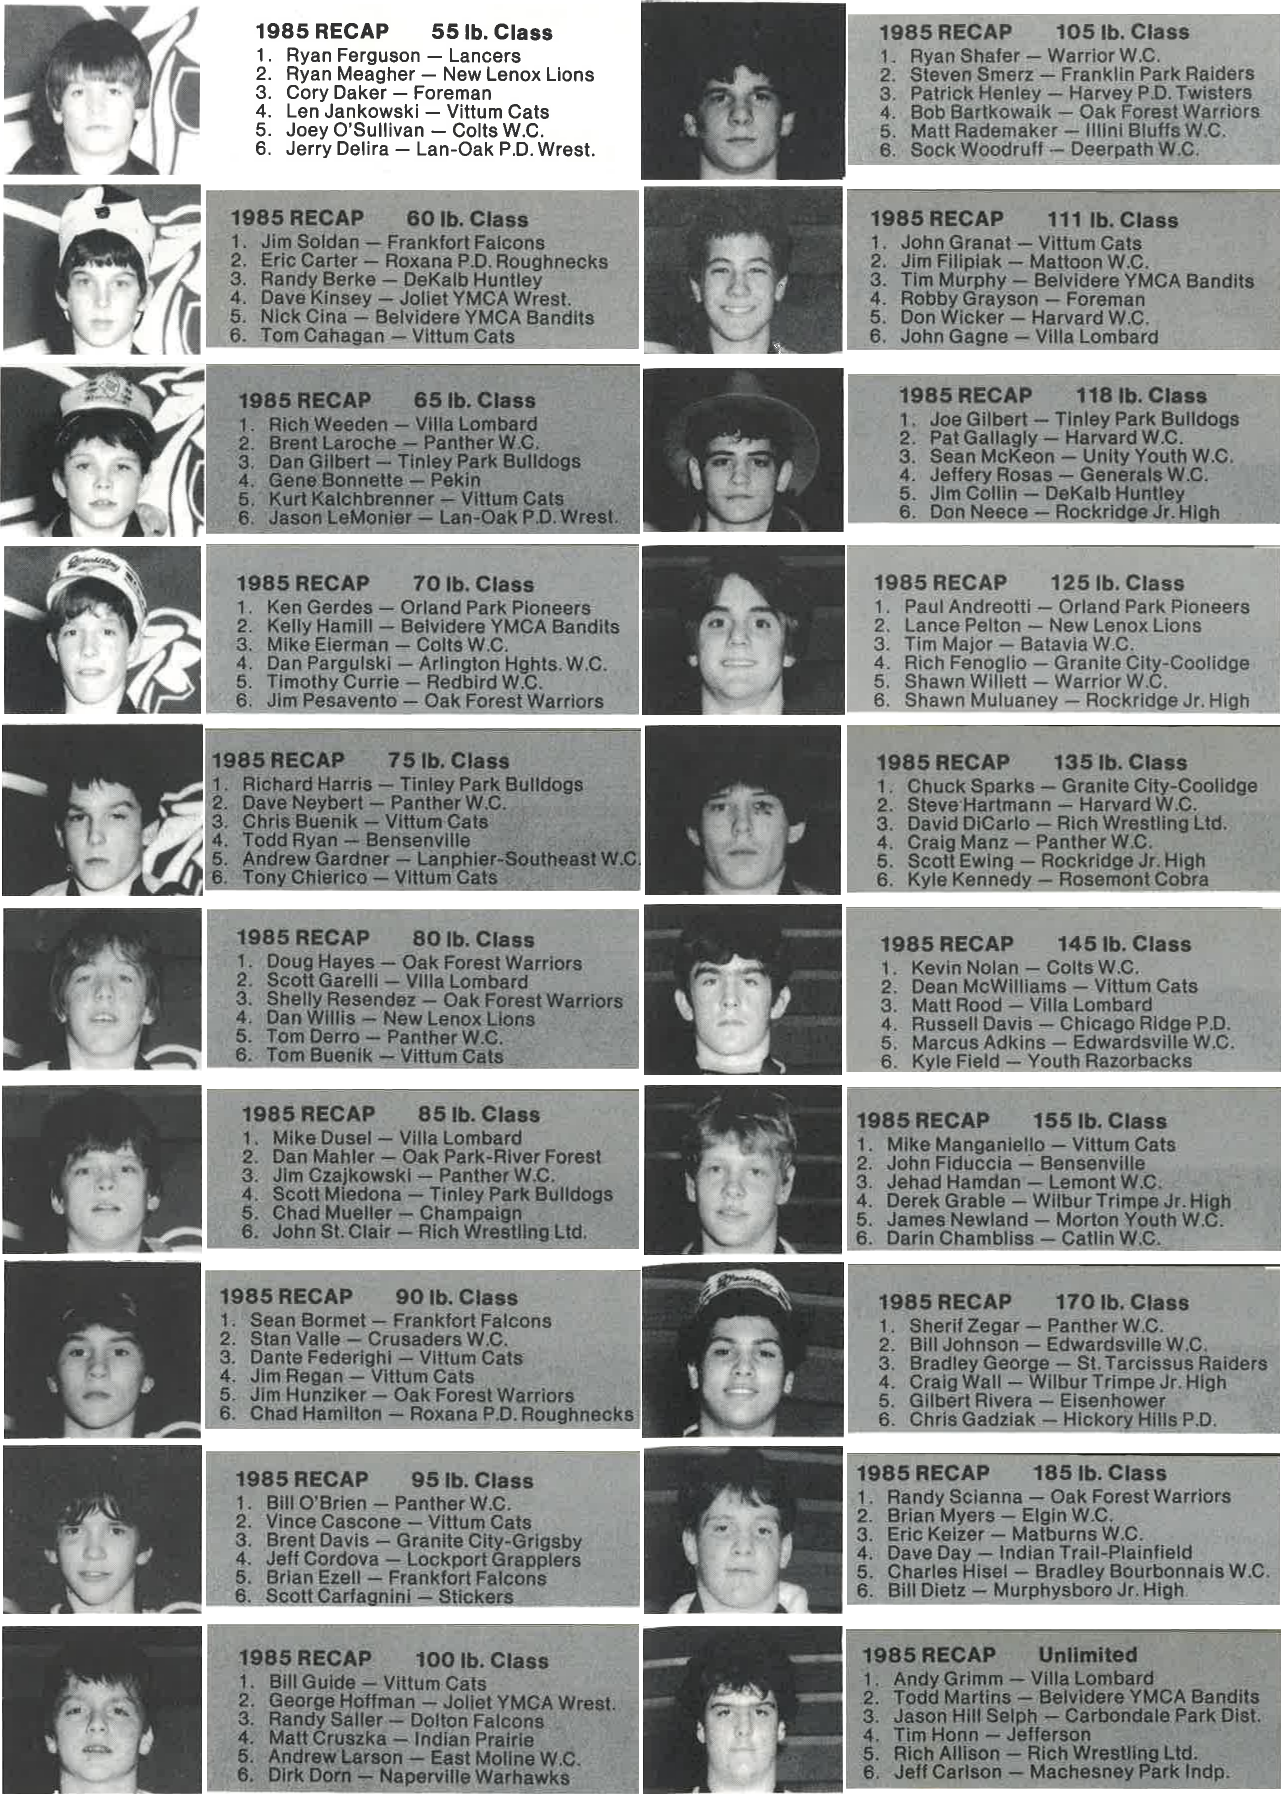 1985 RECAP 55 lb. Class
1. Ryan Ferguson — Lancers
2. Ryan Meagher — New Lenox Lions
3. Cory Daker — Foreman
4. Len Jankowski — Vittum Cats
5. Joey O'Sullivan — Colts W.C.
6. Jerry Delira — Lan-Oak P.D. Wrest.
1985 RECAP 60 lb. Class
1. Jim Soldan — Frankfort Falcons
2. Eric Carter — Roxana P.D. Roughnecks
3. Randy Berke — DeKalb Huntley
4. Dave Kinsey — Joliet YMCA Wrest.
5. Nick Cina — Belvidere YMCA Bandits
6. Tom Cahagan — Vittum Cats
1985 RECAP 65 lb. Class
1. Rich Weeden — Villa Lombard
2. Brent Laroche — Panther W.C.
3. Dan Gilbert — Tinley Park Bulldogs
4. Gene Bonnette — Pekin
5. Kurt Kalchbrenner — Vittum Cats
6. Jason LeMonier — Lan-Oak P.D. Wrest.
1985 RECAP 70 lb. Class
1. Ken Gerdes — Orland Park Pioneers
2. Kelly Hamill — Belvidere YMCA Bandits
3. Mike Eierman — Colts W.C.
4. Dan Pargulski — Arlington Hghts. W.C.
5. Timothy Currie — Redbird W.C.
6. Jim Pesavento — Oak Forest Warriors
1985 RECAP 75 lb. Class
1. Richard Harris — Tinley Park Bulldogs
2. Dave Neybert — Panther W.C.
3. Chris Buenik — Vittum Cats
4. Todd Ryan — Bensenville
5. Andrew Gardner — Lanphier-Southeast W.C.
6. Tony Chierico — Vittum Cats
1985 RECAP 80 lb. Class
1. Doug Hayes — Oak Forest Warriors
2. Scott Garelli — Villa Lombard
3. Shelly Resendez — Oak Forest Warriors
4. Dan Willis — New Lenox Lions
5. Tom Derro — Panther W.C.
6. Tom Buenik — Vittum Cats
1985 RECAP 85 lb. Class
1. Mike Dusel — Villa Lombard
2. Dan Mahler — Oak Park-River Forest
3. Jim Czajkowski — Panther W.C.
4. Scott Miedona — Tinley Park Bulldogs
5. Chad Mueller — Champaign
6. John St. Clair — Rich Wrestling Ltd.
1985 RECAP 90 lb. Class
1. Sean Bormet — Frankfort Falcons
2. Stan Valle — Crusaders W.C.
3. Dante Federighi — Vittum Cats
4. Jim Regan — Vittum Cats
5. Jim Hunziker — Oak Forest Warriors
6. Chad Hamilton — Roxana P.D. Roughnecks
1985 RECAP 95 lb. Class
1. Bill O'Brien — Panther W.C.
2. Vince Cascone — Vittum Cats
3. Brent Davis — Granite City-Grigsby
4. Jeff Cordova — Lockport Grapplers
5. Brian Ezell — Frankfort Falcons
6. Scott Carfagnini — Stickers
1985 RECAP 100 lb. Class
1. Bill Guide — Vittum Cats
2. George Hoffman — Joliet YMCA Wrest.
3. Randy Saller — Dolton Falcons
4. Matt Cruszka — Indian Prairie
5. Andrew Larson — East Moline W.C.
6. Dirk Dorn — Naperville Warhawks
1985 RECAP 105 lb. Class
1. Ryan Shafer — Warrior W.C.
2. Steven Smerz — Franklin Park Raiders
3. Patrick Henley — Harvey P.D. Twisters
4. Bob Bartkowaik — Oak Forest Warriors
5. Matt Rademaker — Illini Bluffs W.C.
6. Sock Woodruff — Deerpath W.C.
1985 RECAP 111 lb. Class
1. John Granat — Vittum Cats
2. Jim Filipiak — Mattoon W.C.
3. Tim Murphy — Belvidere YMCA Bandits
4. Robby Grayson — Foreman
5. Don Wicker — Harvard W.C.
6. John Gagne — Villa Lombard
1985 RECAP 118 lb. Class
1. Joe Gilbert — Tinley Park Bulldogs
2. Pat Gallagly — Harvard W.C.
3. Sean McKeon — Unity Youth W.C.
4. Jeffery Rosas — Generals W.C.
5. Jim Collin — DeKalb Huntley
6. Don Neece — Rockridge Jr. High
1985 RECAP 125 lb. Class
1. Paul Andreotti — Orland Park Pioneers
2. Lance Pelton — New Lenox Lions
3. Tim Major — Batavia W.C.
4. Rich Fenoglio — Granite City-Coolidge
5. Shawn Willett — Warrior W.C.
6. Shawn Muluaney — Rockridge Jr. High
1985 RECAP 135 lb. Class
1. Chuck Sparks — Granite City-Coolidge
2. Steve Hartmann — Harvard W.C.
3. David DiCarlo — Rich Wrestling Ltd.
4. Craig Manz — Panther W.C.
5. Scott Ewing — Rockridge Jr. High
6. Kyle Kennedy — Rosemont Cobra
1985 RECAP 145 lb. Class
1. Kevin Nolan — Colts W.C.
2. Dean McWilliams — Vittum Cats
3. Matt Rood — Villa Lombard
4. Russell Davis — Chicago Ridge P.D.
5. Marcus Adkins — Edwardsville W.C.
6. Kyle Field — Youth Razorbacks
1985 RECAP 155 lb. Class
1. Mike Manganiello — Vittum Cats
2. John Fiduccia — Bensenville
3. Jehad Hamdan — Lemont W.C.
4. Derek Grable — Wilbur Trimpe Jr. High
5. James Newland — Morton Youth W.C.
6. Darin Chambliss — Catlin W.C.
1985 RECAP 170 lb. Class
1. Sherif Zegar — Panther W.C.
2. Bill Johnson — Edwardsville W.C.
3. Bradley George — St. Tarcissus Raiders
4. Craig Wall — Wilbur Trimpe Jr. High
5. Gilbert Rivera — Eisenhower
6. Chris Gadziak — Hickory Hills P.D.
1985 RECAP 185 lb. Class
1. Randy Scianna — Oak Forest Warriors
2. Brian Myers — Elgin W.C.
3. Eric Keizer — Matburns W.C.
4. Dave Day — Indian Trail-Plainfield
5. Charles Hisel — Bradley Bourbonnais W.C.
6. Bill Dietz — Murphysboro Jr. High
1985 RECAP Unlimited
1. Andy Grimm — Villa Lombard
2. Todd Martins — Belvidere YMCA Bandits
3. Jason Hill Selph — Carbondale Park Dist.
4. Tim Honn — Jefferson
5. Rich Allison — Rich Wrestling Ltd.
6. Jeff Carlson — Machesney Park Indp.